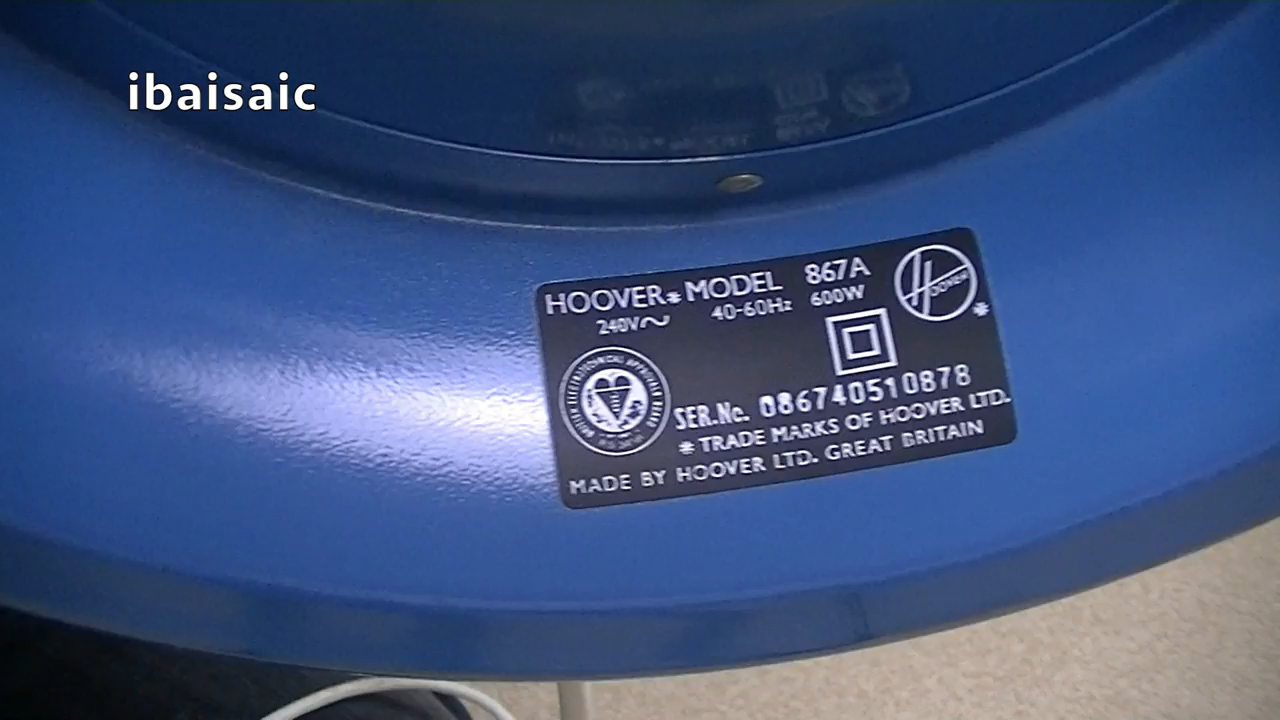 ibaisaic
HOOVER* MODEL 867A
240V~ 40-60Hz 600W
HOOVER *
SER.No. 086740510878
* TRADE MARKS OF HOOVER LTD.
MADE BY HOOVER LTD. GREAT BRITAIN